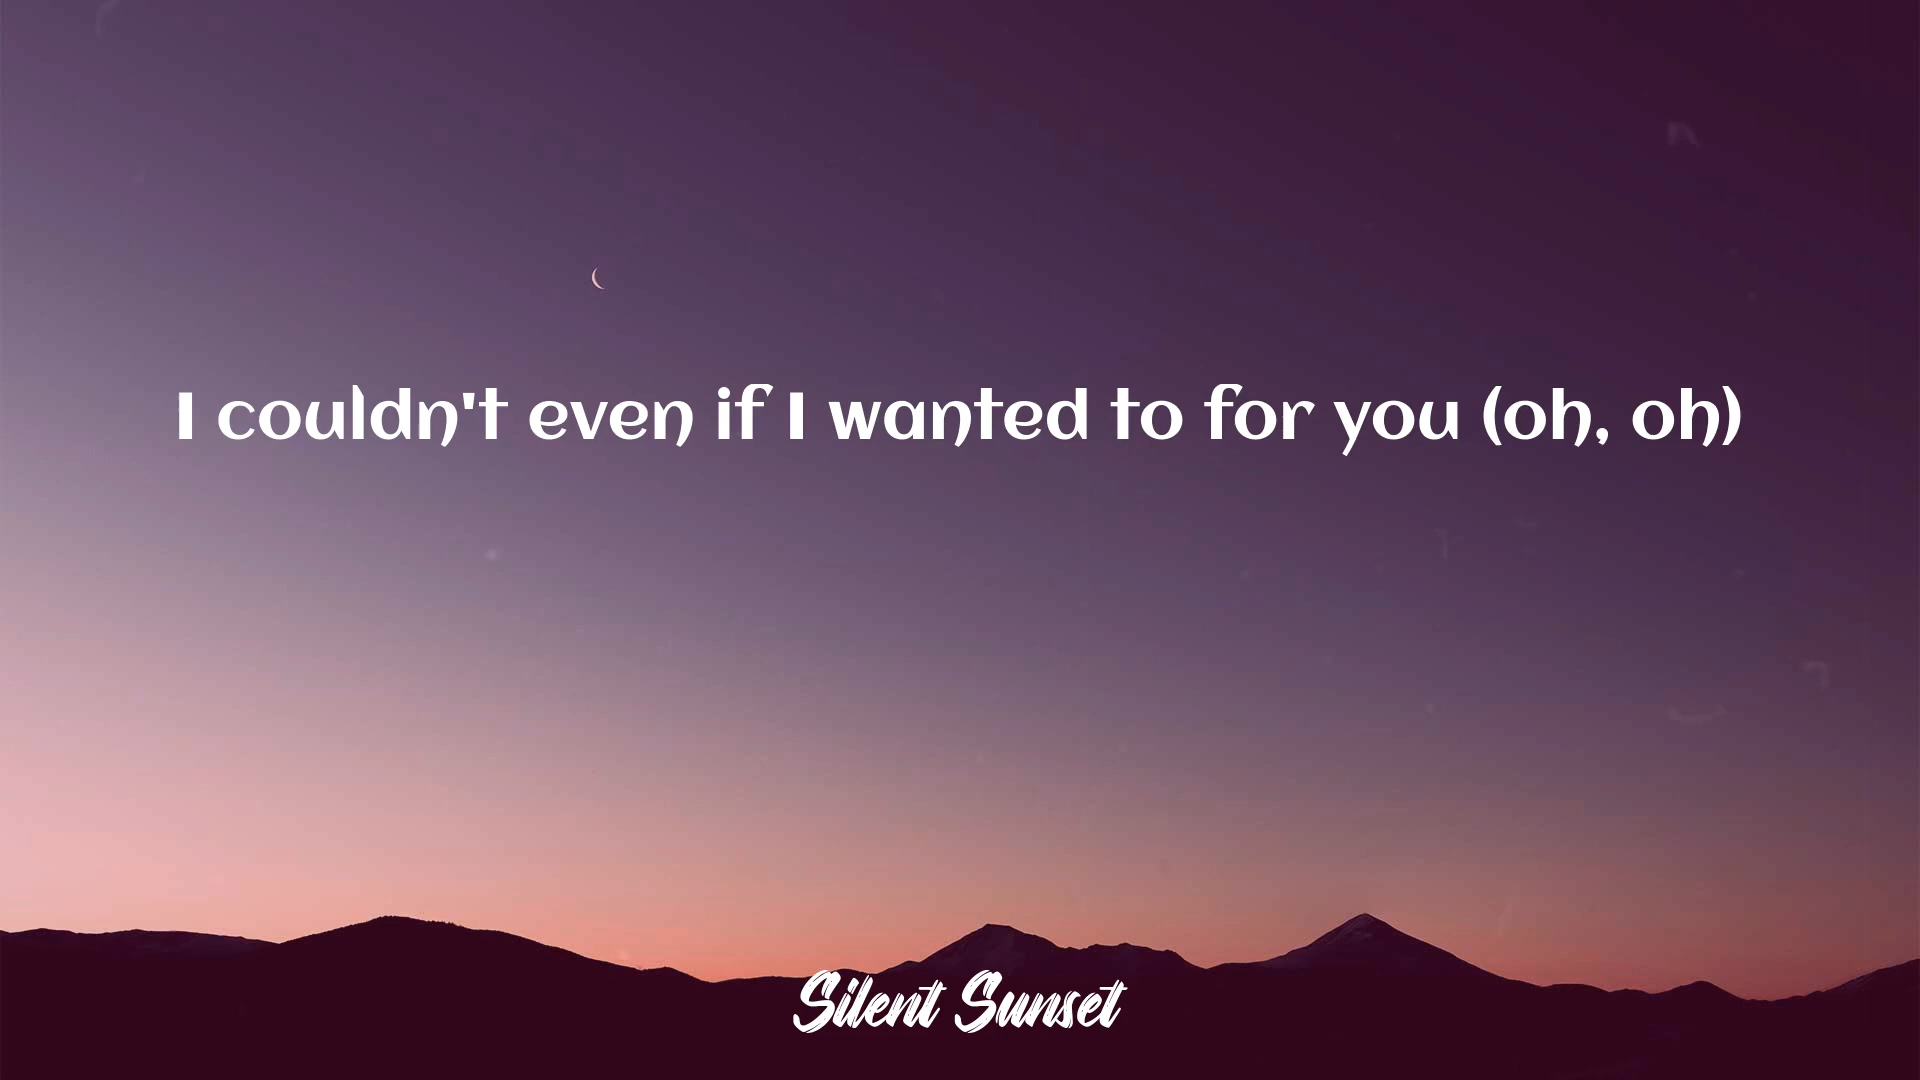 I couldn't even if I wanted to for you (oh, oh)
Silent Sunset